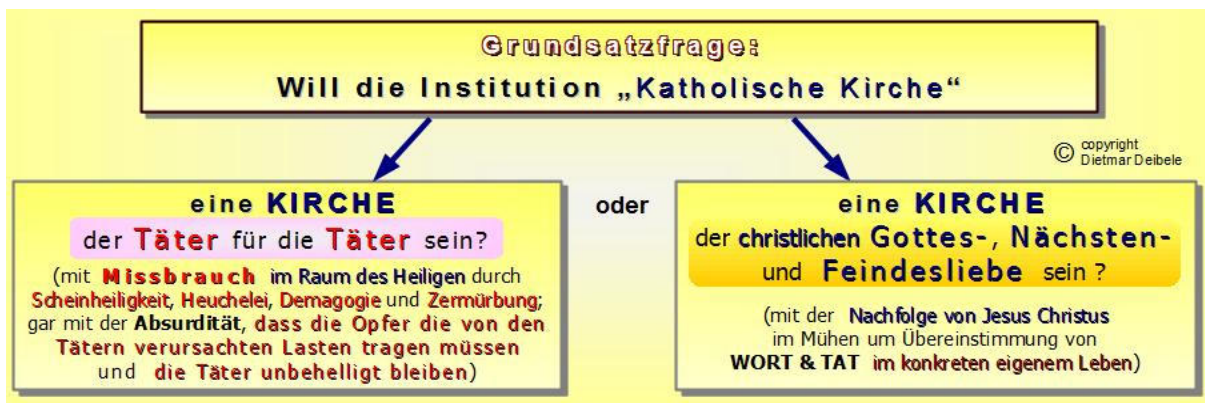 Grundsatzfrage:
Will die Institution „Katholische Kirche“
© copyright
Dietmar Deibele
eine KIRCHE
der Täter für die Täter sein?
(mit Missbrauch im Raum des Heiligen durch
Scheinheiligkeit, Heuchelei, Demagogie und Zermürbung;
gar mit der Absurdität, dass die Opfer die von den
Tätern verursachten Lasten tragen müssen
und die Täter unbehelligt bleiben)
oder
eine KIRCHE
der christlichen Gottes-, Nächsten-
und Feindesliebe sein ?
(mit der Nachfolge von Jesus Christus
im Mühen um Übereinstimmung von
WORT & TAT im konkreten eigenem Leben)